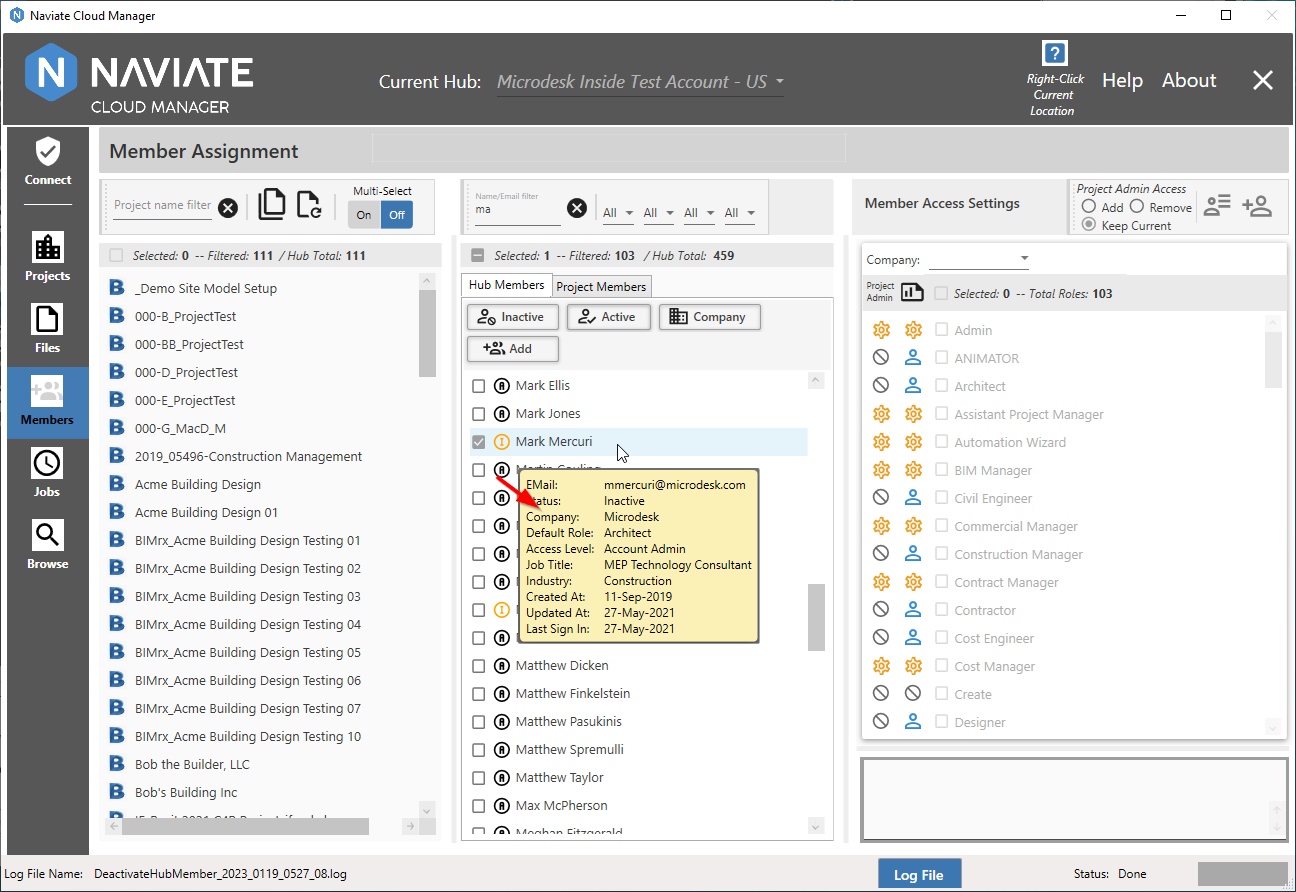 Naviate Cloud Manager
NAVIATE
CLOUD MANAGER
Current Hub: Microdesk Inside Test Account - US
Right-Click
Current
Location
Help About
Connect
Projects
Files
Members
Jobs
Browse
Member Assignment
Project name filter
Multi-Select
On Off
Selected: 0 -- Filtered: 111 / Hub Total: 111
_Demo Site Model Setup
000-B_ProjectTest
000-BB_ProjectTest
000-D_ProjectTest
000-E_ProjectTest
000-G_MacD_M
2019_05496-Construction Management
Acme Building Design
Acme Building Design 01
BIMrx_Acme Building Design Testing 01
BIMrx_Acme Building Design Testing 02
BIMrx_Acme Building Design Testing 03
BIMrx_Acme Building Design Testing 04
BIMrx_Acme Building Design Testing 05
BIMrx_Acme Building Design Testing 06
BIMrx_Acme Building Design Testing 07
BIMrx_Acme Building Design Testing 10
Bob the Builder, LLC
Bob's Building Inc
Name/Email filter
ma
All All All All
Selected: 1 -- Filtered: 103 / Hub Total: 459
Hub Members Project Members
Inactive Active Company
Add
Mark Ellis
Mark Jones
Mark Mercuri
EMail: mmercuri@microdesk.com
Status: Inactive
Company: Microdesk
Default Role: Architect
Access Level: Account Admin
Job Title: MEP Technology Consultant
Industry: Construction
Created At: 11-Sep-2019
Updated At: 27-May-2021
Last Sign In: 27-May-2021
Matthew Dicken
Matthew Finkelstein
Matthew Pasukinis
Matthew Spremulli
Matthew Taylor
Max McPherson
Meghan Fitzgerald
Member Access Settings
Project Admin Access
Add Remove
Keep Current
Company:
Project
Admin
Selected: 0 -- Total Roles: 103
Admin
ANIMATOR
Architect
Assistant Project Manager
Automation Wizard
BIM Manager
Civil Engineer
Commercial Manager
Construction Manager
Contract Manager
Contractor
Cost Engineer
Cost Manager
Create
Designer
Log File Name: DeactivateHubMember_2023_0119_0527_08.log
Log File
Status: Done